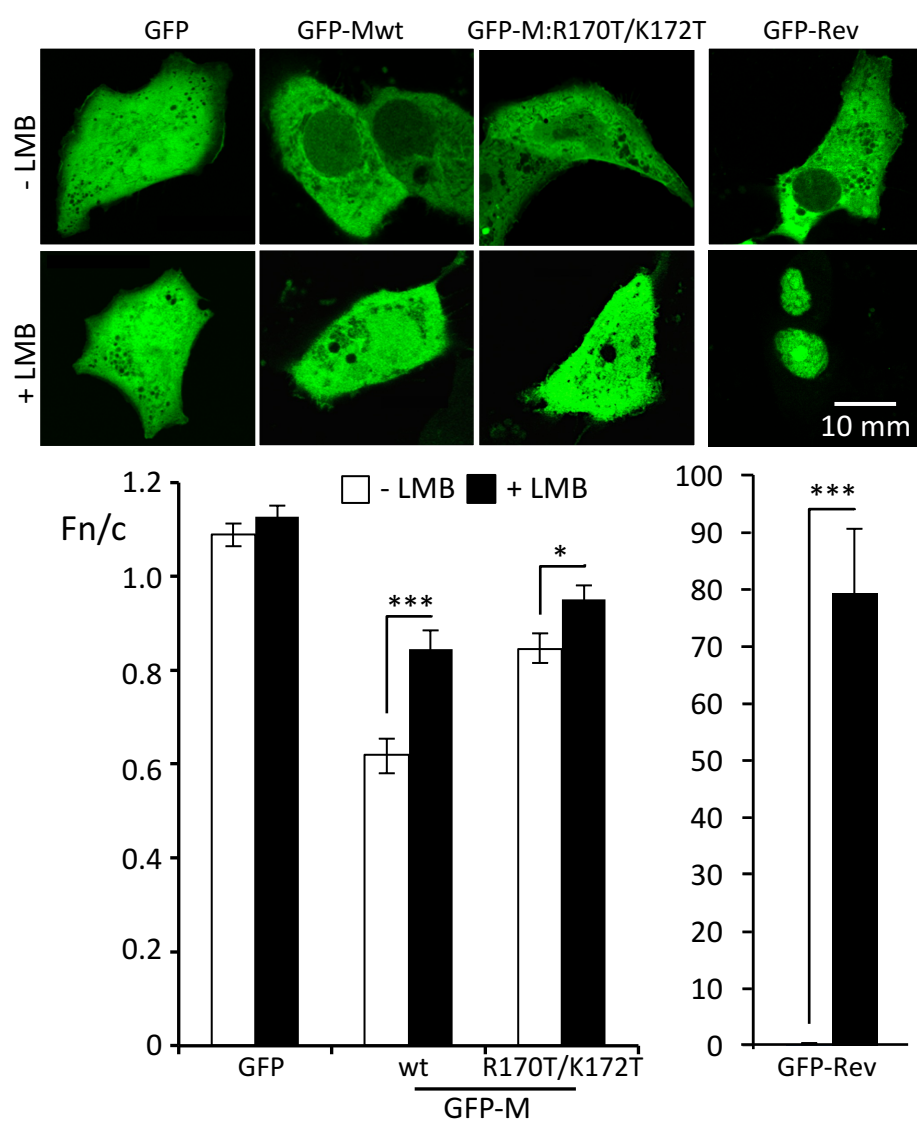 GFP GFP-Mwt GFP-M:R170T/K172T GFP-Rev
- LMB
+ LMB
10 mm
- LMB + LMB
Fn/c
1.2
1.0
0.8
0.6
0.4
0.2
0
***
*
GFP wt R170T/K172T
GFP-M
100
90
80
70
60
50
40
30
20
10
0
***
GFP-Rev